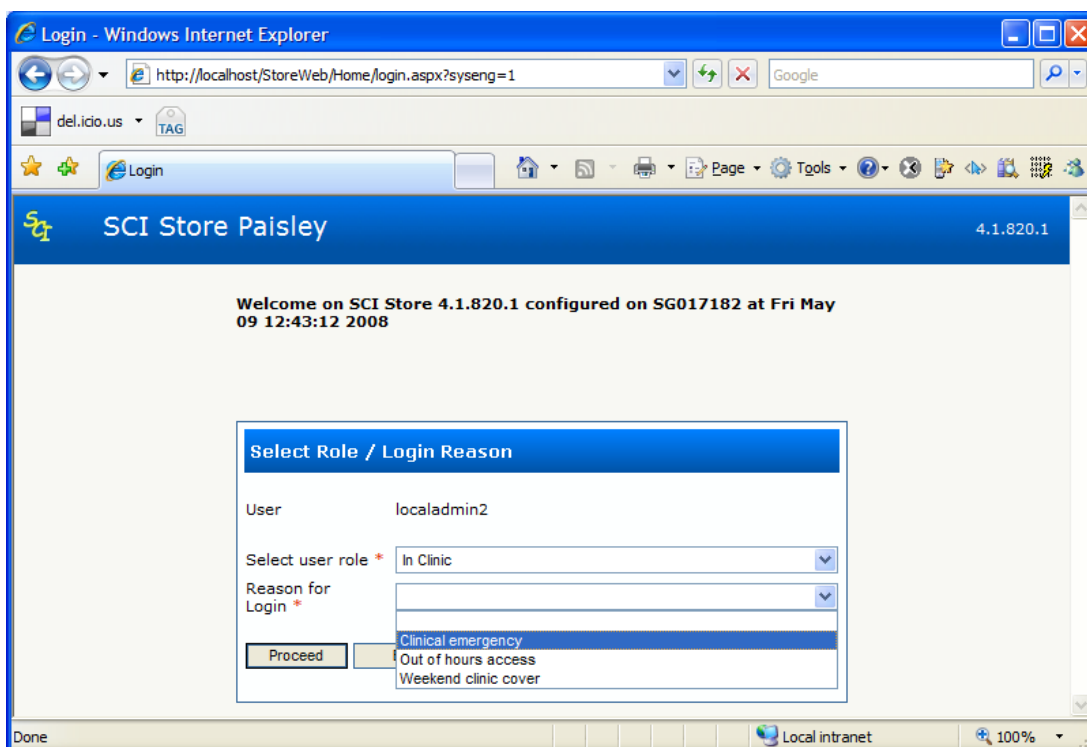 Login - Windows Internet Explorer
http://localhost/StoreWeb/Home/login.aspx?syseng=1
Google
del.icio.us
TAG
Login
Page
Tools
SCI
SCI Store Paisley
4.1.820.1
Welcome on SCI Store 4.1.820.1 configured on SG017182 at Fri May
09 12:43:12 2008
Select Role / Login Reason
User localadmin2
Select user role * In Clinic
Reason for
Login *
Clinical emergency
Out of hours access
Weekend clinic cover
Proceed
Done
Local intranet
100%